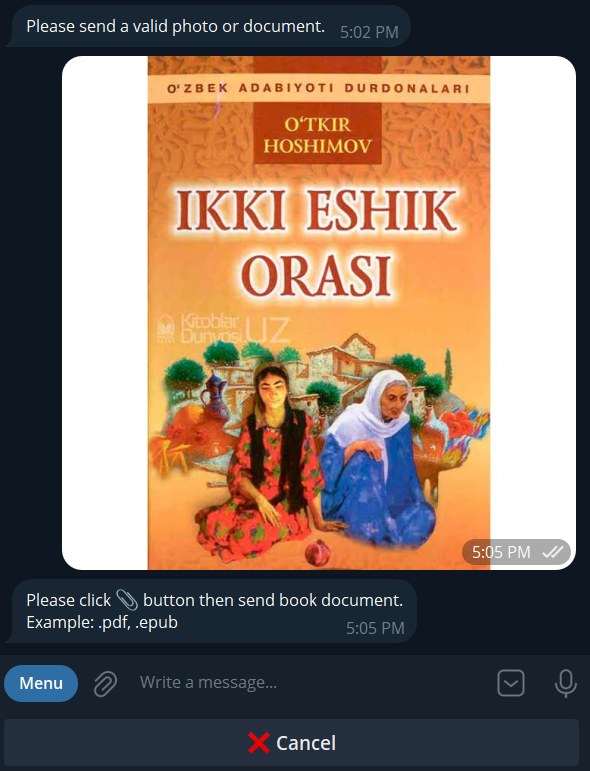 Please send a valid photo or document.
5:02 PM
O‘ZBEK ADABIYOTI DURDONALARI
O‘TKIR
HOSHIMOV
IKKI ESHIK
ORASI
Kitoblar
Dunyosi.UZ
5:05 PM
Please click 📎 button then send book document.
Example: .pdf, .epub
5:05 PM
Menu
Write a message...
❌ Cancel